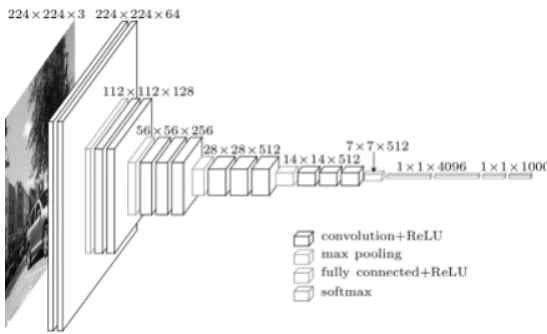 224×224×3 224×224×64
112×112×128
56×56×256
28×28×512
14×14×512
7×7×512
1×1×4096 1×1×1000
convolution+ReLU
max pooling
fully connected+ReLU
softmax